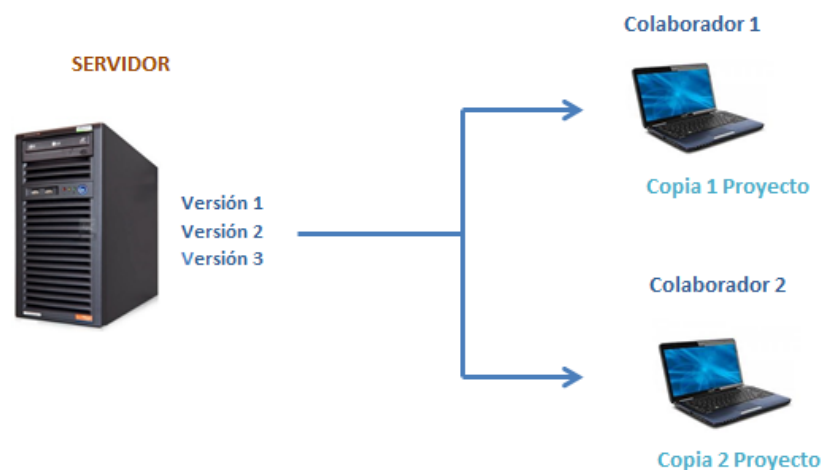 Colaborador 1
SERVIDOR
Copia 1 Proyecto
Versión 1
Versión 2
Versión 3
Colaborador 2
Copia 2 Proyecto